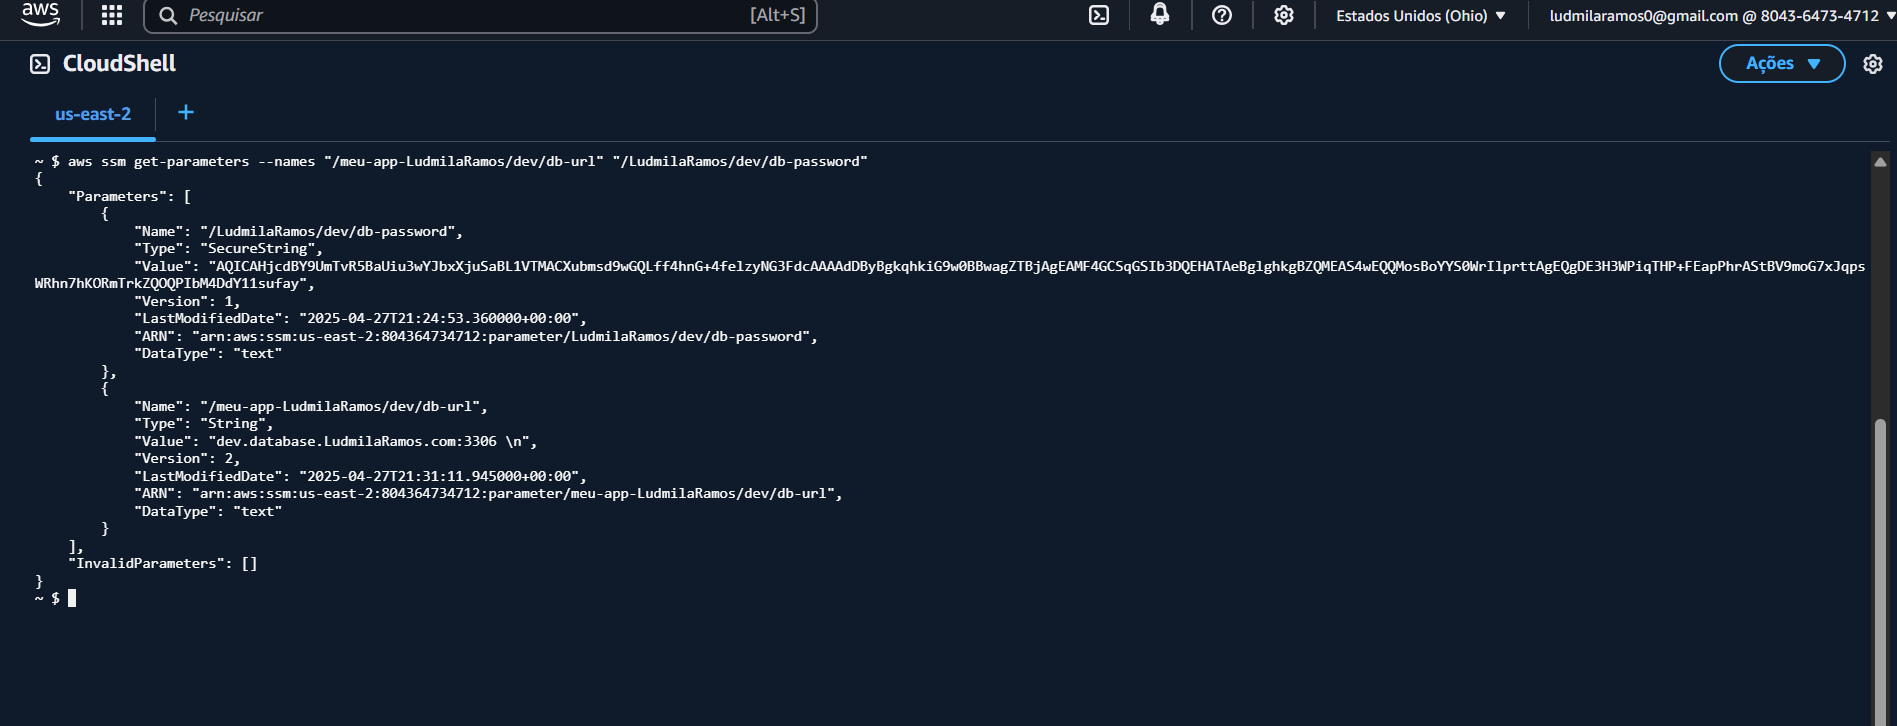 aws
Pesquisar
[Alt+S]
Estados Unidos (Ohio)
ludmilaramos0@gmail.com @ 8043-6473-4712
CloudShell
Ações
us-east-2
+
~ $ aws ssm get-parameters --names "/meu-app-LudmilaRamos/dev/db-url" "/LudmilaRamos/dev/db-password"
{
    "Parameters": [
        {
            "Name": "/LudmilaRamos/dev/db-password",
            "Type": "SecureString",
            "Value": "AQICAHjcdBY9UmTvR5BaUiu3wYJbxXjuSaBL1VTMACXubmsd9wGQLff4hnG+4felzyNG3FdcAAAAdDByBgkqhkiG9w0BBwagZTBjAgEAMF4GCSqGSIb3DQEHATAeBglghkgBZQMEAS4wEQQMosBoYYS0WrIlprttAgEQgDE3H3WPiqTHP+FEapPhrAStBV9moG7xJqps
WRhn7hKORmTrkZQOQPIbM4DdY11sufay",
            "Version": 1,
            "LastModifiedDate": "2025-04-27T21:24:53.360000+00:00",
            "ARN": "arn:aws:ssm:us-east-2:804364734712:parameter/LudmilaRamos/dev/db-password",
            "DataType": "text"
        },
        {
            "Name": "/meu-app-LudmilaRamos/dev/db-url",
            "Type": "String",
            "Value": "dev.database.LudmilaRamos.com:3306 \n",
            "Version": 2,
            "LastModifiedDate": "2025-04-27T21:31:11.945000+00:00",
            "ARN": "arn:aws:ssm:us-east-2:804364734712:parameter/meu-app-LudmilaRamos/dev/db-url",
            "DataType": "text"
        }
    ],
    "InvalidParameters": []
}
~ $